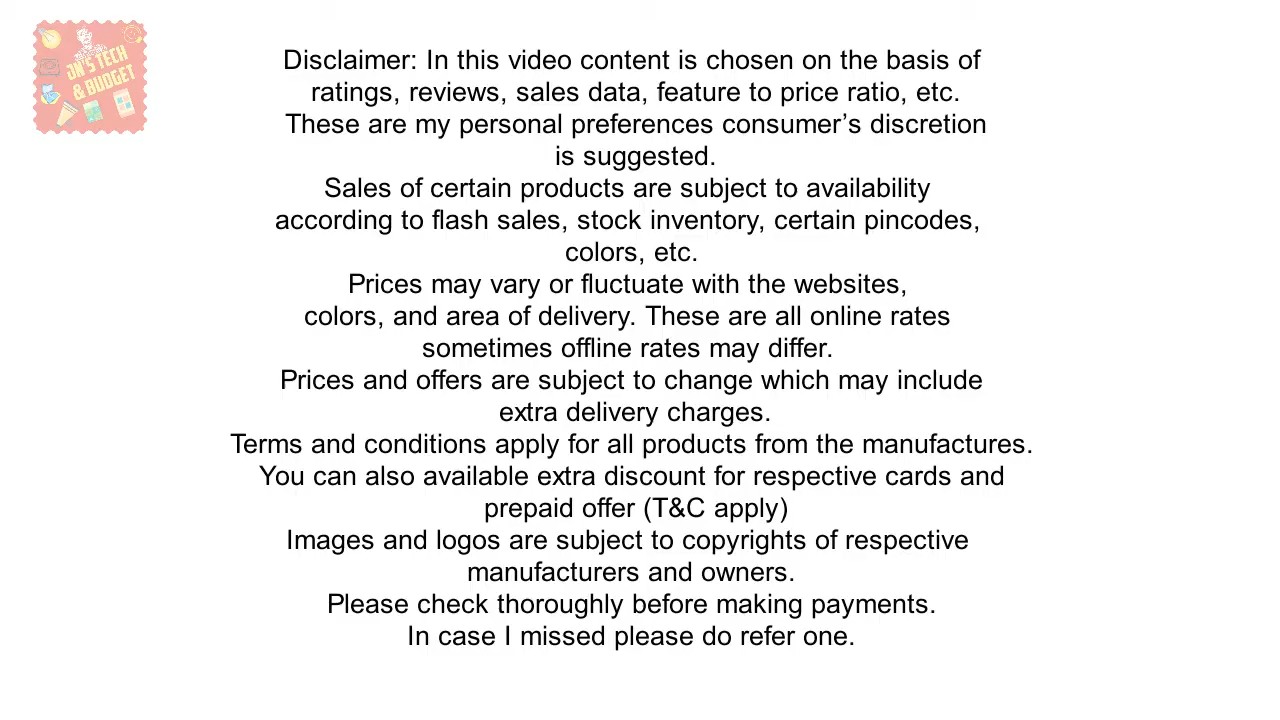 JN'S TECH
& BUDGET
Disclaimer: In this video content is chosen on the basis of
ratings, reviews, sales data, feature to price ratio, etc.
These are my personal preferences consumer’s discretion
is suggested.
Sales of certain products are subject to availability
according to flash sales, stock inventory, certain pincodes,
colors, etc.
Prices may vary or fluctuate with the websites,
colors, and area of delivery. These are all online rates
sometimes offline rates may differ.
Prices and offers are subject to change which may include
extra delivery charges.
Terms and conditions apply for all products from the manufactures.
You can also available extra discount for respective cards and
prepaid offer (T&C apply)
Images and logos are subject to copyrights of respective
manufacturers and owners.
Please check thoroughly before making payments.
In case I missed please do refer one.